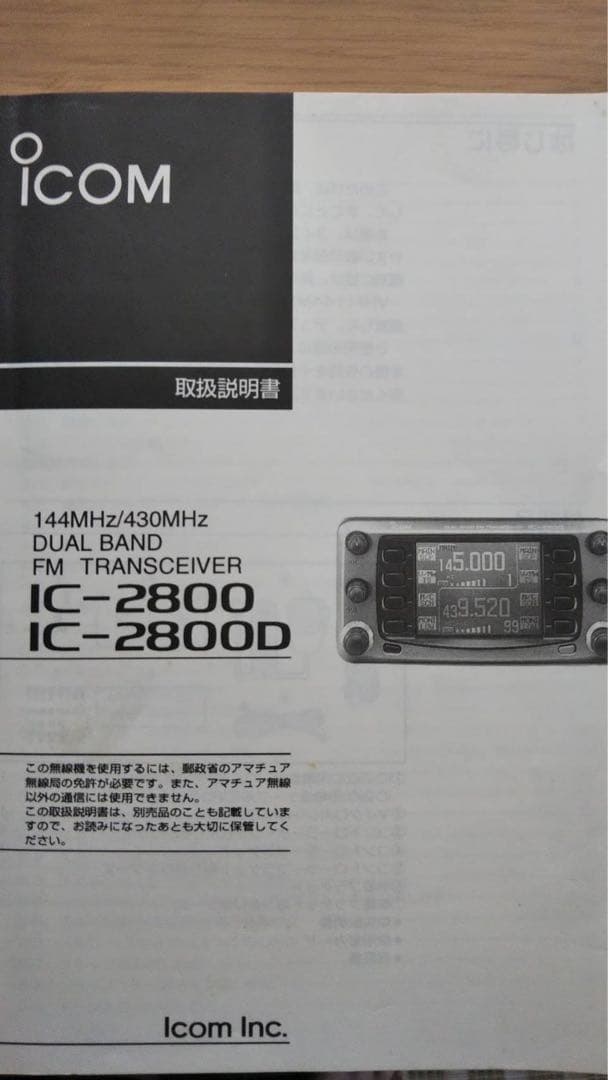 ICOM
取扱説明書
144MHz/430MHz
DUAL BAND
FM TRANSCEIVER
IC-2800
IC-2800D
ICOM
145.000
1
439.520
99
この無線機を使用するには、郵政省のアマチュア
無線局の免許が必要です。また、アマチュア無線
以外の通信には使用できません。
この取扱説明書は、別売品のことも記載していま
すので、お読みになったあとも大切に保管してく
ださい。
Icom Inc.